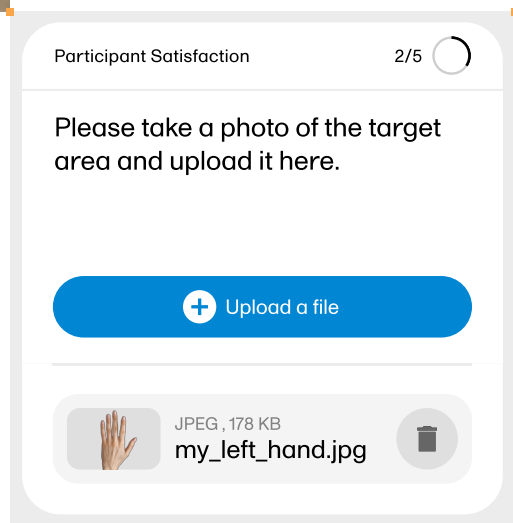 Participant Satisfaction
2/5
Please take a photo of the target
area and upload it here.
Upload a file
JPEG , 178 KB
my_left_hand.jpg